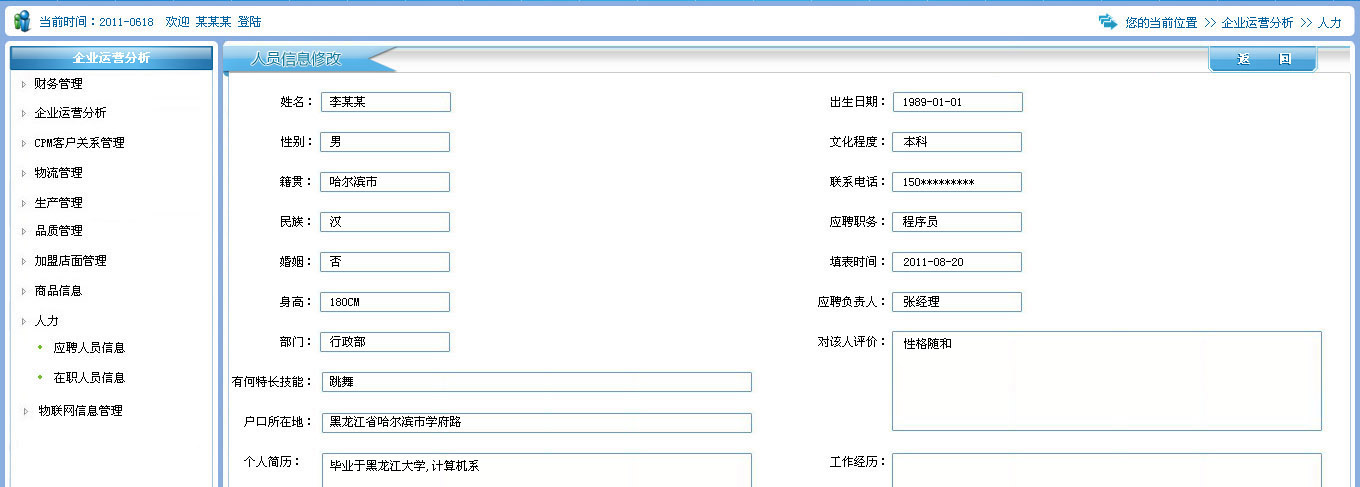 当前时间：2011-0618 欢迎 某某某 登陆
您的当前位置 >> 企业运营分析 >> 人力
企业运营分析
财务管理
企业运营分析
CPM客户关系管理
物流管理
生产管理
品质管理
加盟店面管理
商品信息
人力
应聘人员信息
在职人员信息
物联网信息管理
人员信息修改
返 回
姓名： 李某某
出生日期： 1989-01-01
性别： 男
文化程度： 本科
籍贯： 哈尔滨市
联系电话： 150*********
民族： 汉
应聘职务： 程序员
婚姻： 否
填表时间： 2011-08-20
身高： 180CM
应聘负责人： 张经理
部门： 行政部
对该人评价： 性格随和
有何特长技能： 跳舞
户口所在地： 黑龙江省哈尔滨市学府路
个人简历： 毕业于黑龙江大学,计算机系
工作经历：